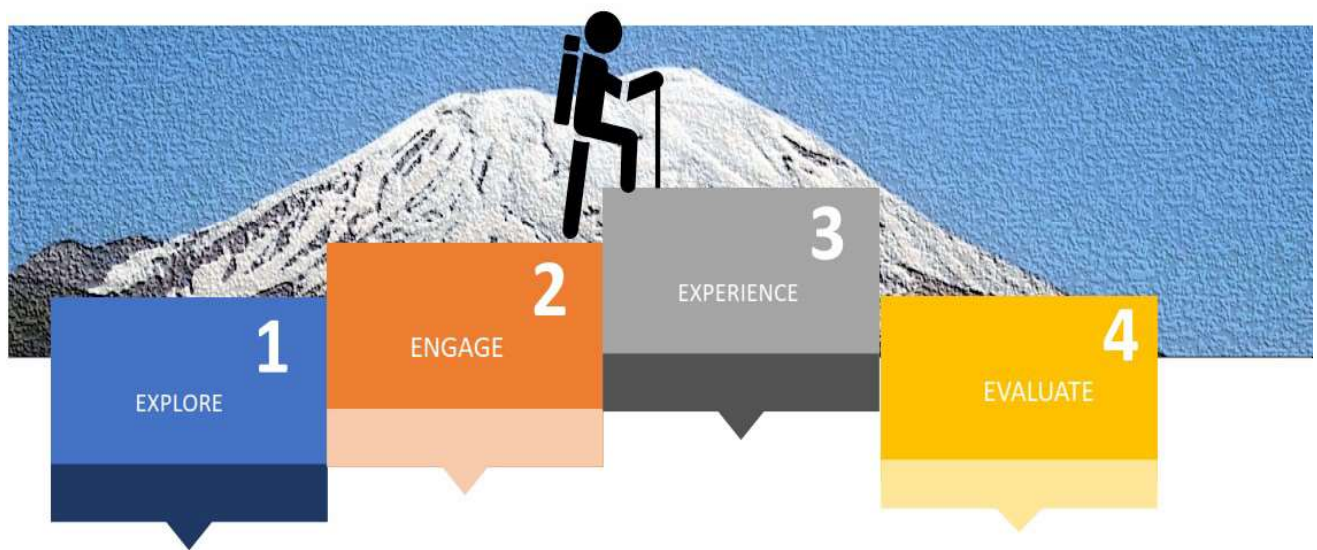 1
EXPLORE
2
ENGAGE
3
EXPERIENCE
4
EVALUATE